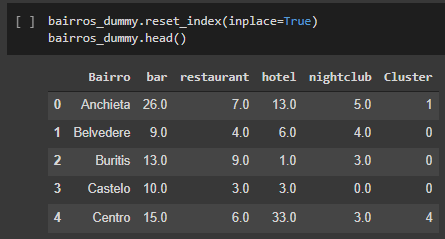 [ ] bairros_dummy.reset_index(inplace=True)
bairros_dummy.head()
Bairro bar restaurant hotel nightclub Cluster
0 Anchieta 26.0 7.0 13.0 5.0 1
1 Belvedere 9.0 4.0 6.0 4.0 0
2 Buritis 13.0 9.0 1.0 3.0 0
3 Castelo 10.0 3.0 3.0 0.0 0
4 Centro 15.0 6.0 33.0 3.0 4